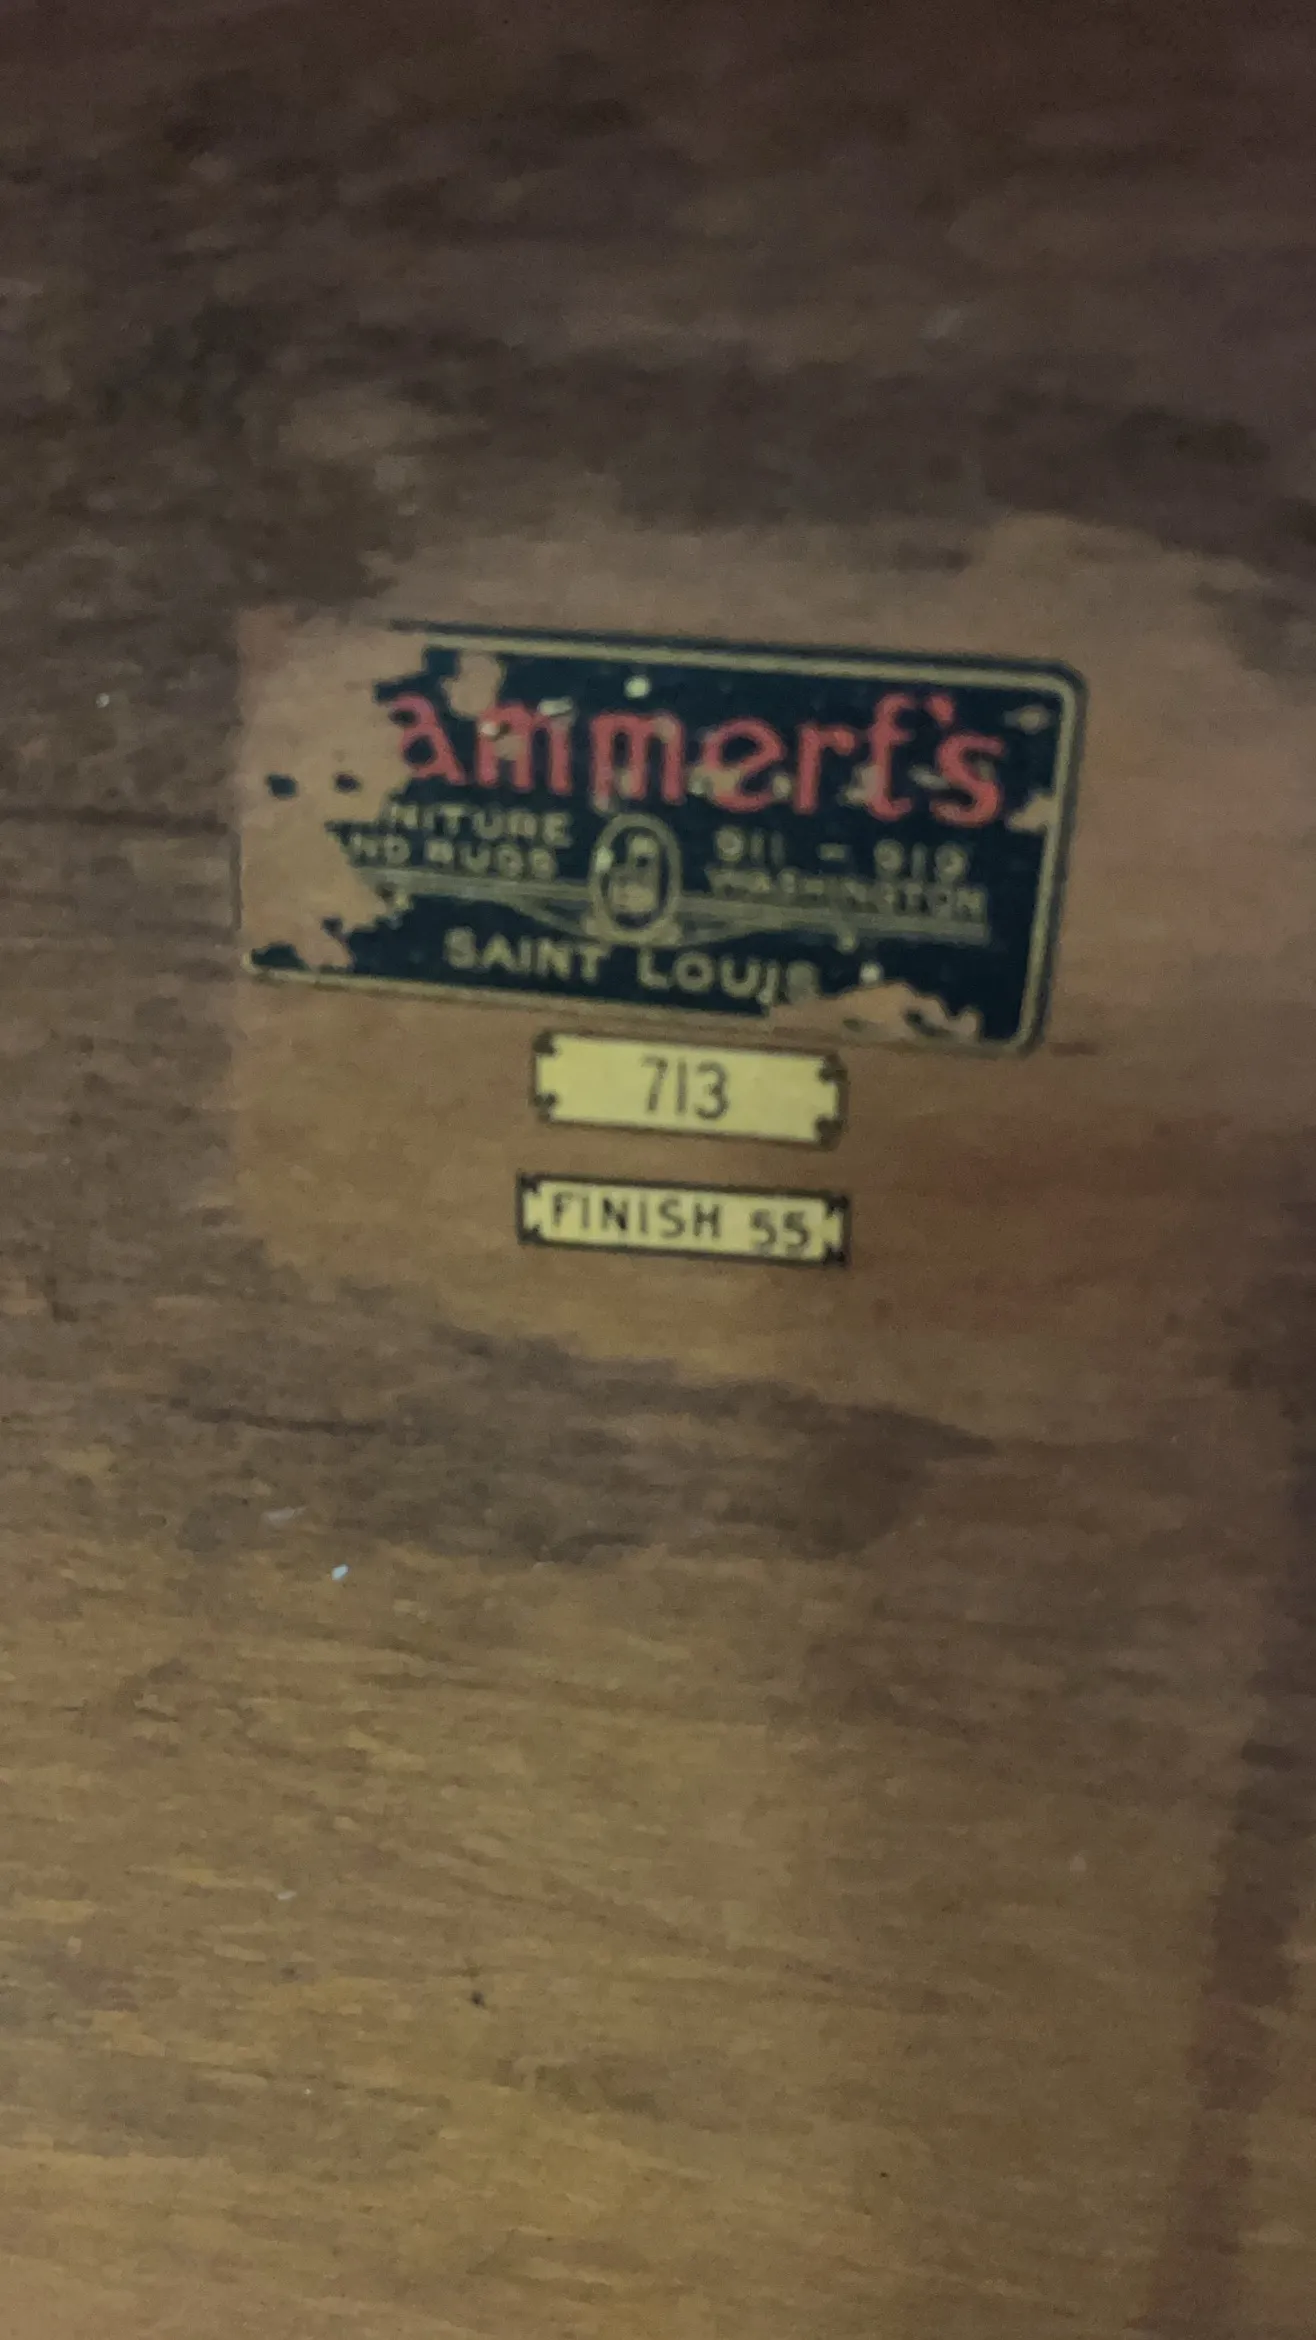 ammert's
NITURE
ND RUGS
911 - 919
WASHINGTON
SAINT LOUIS
713
FINISH 55